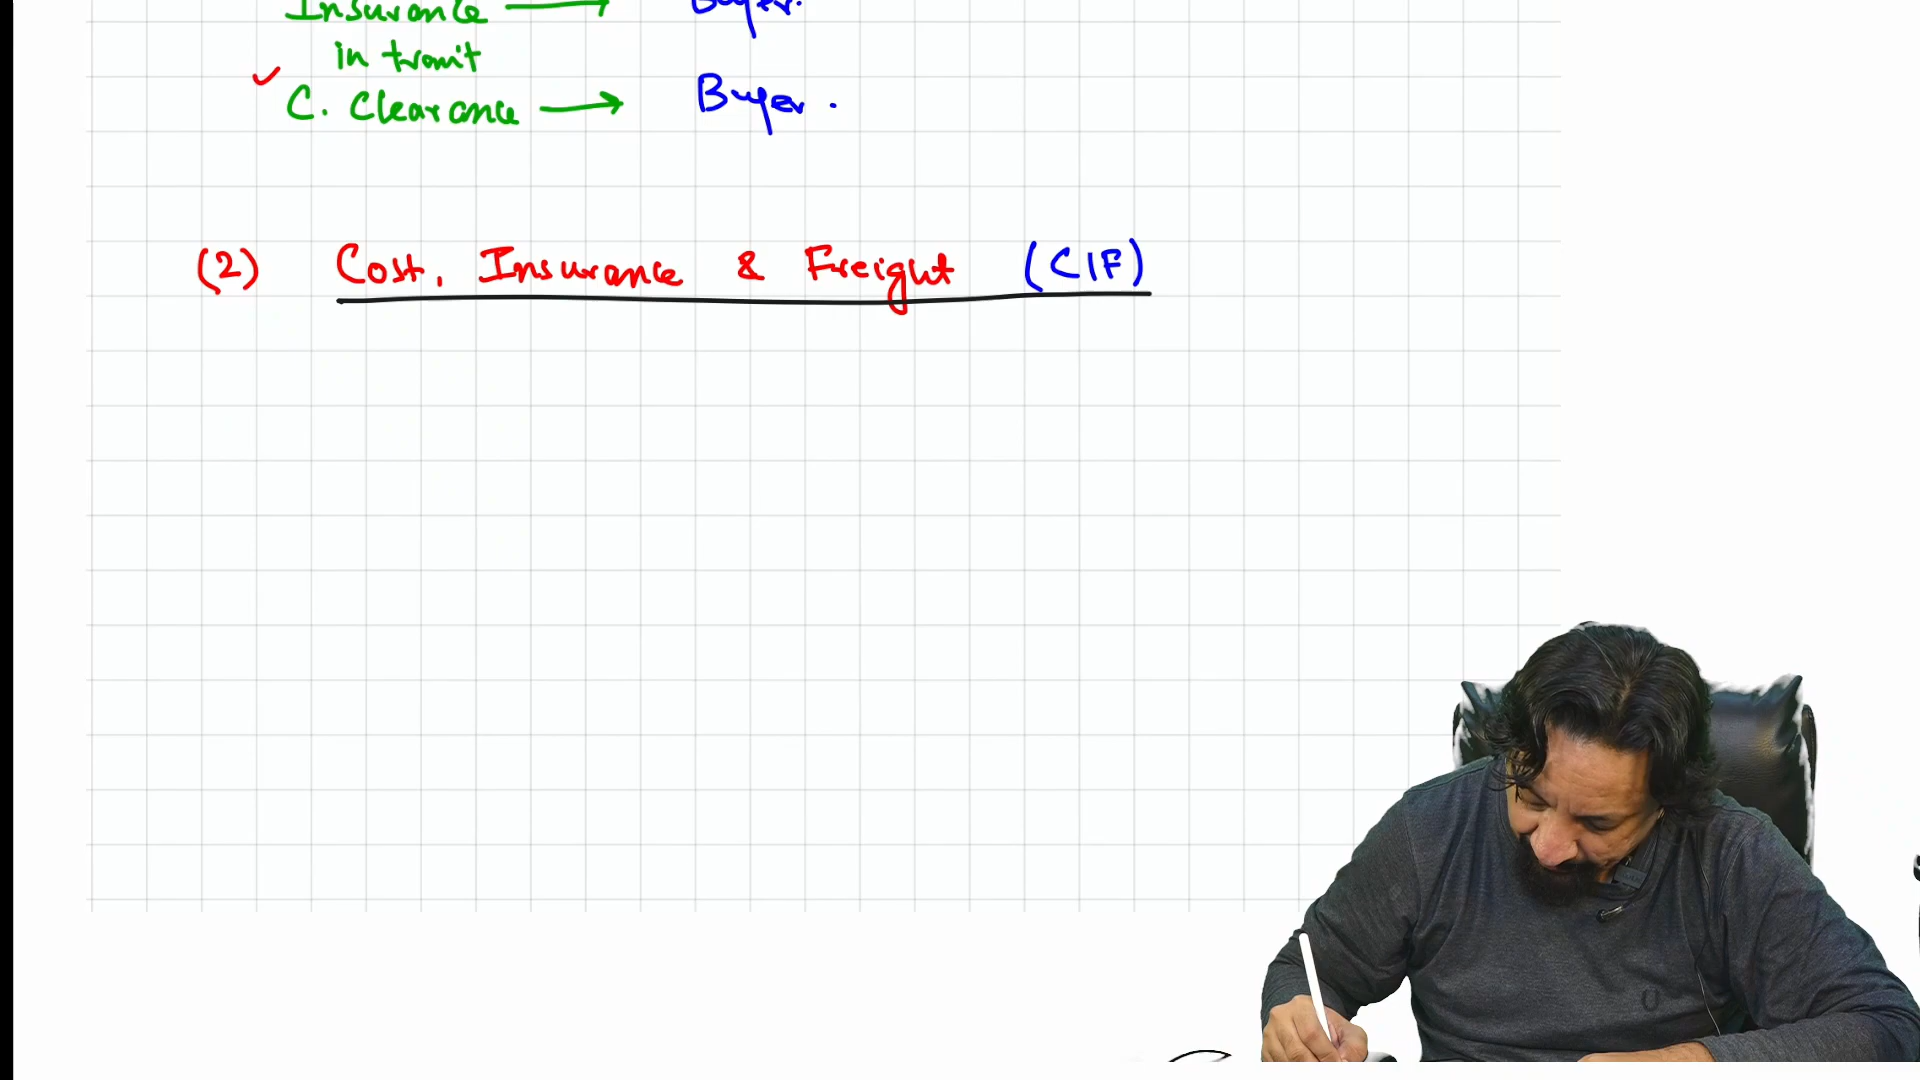 Insurance → Buyer.
in transit
✓ C. Clearance → Buyer.
(2) Cost, Insurance & Freight (CIF)